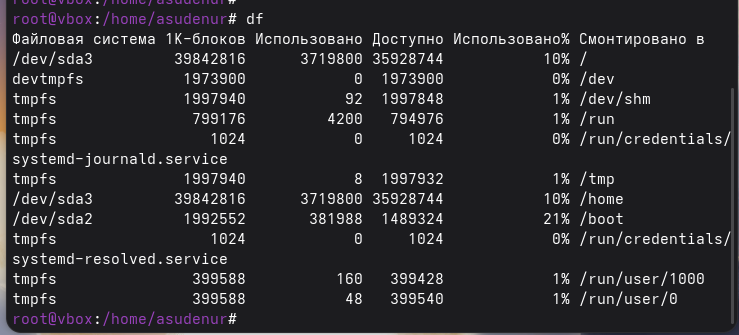 root@vbox:/home/asudenur#
root@vbox:/home/asudenur# df
Файловая система 1K-блоков Использовано Доступно Использовано% Смонтировано в
/dev/sda3 39842816 3719800 35928744 10% /
devtmpfs 1973900 0 1973900 0% /dev
tmpfs 1997940 92 1997848 1% /dev/shm
tmpfs 799176 4200 794976 1% /run
tmpfs 1024 0 1024 0% /run/credentials/
systemd-journald.service
tmpfs 1997940 8 1997932 1% /tmp
/dev/sda3 39842816 3719800 35928744 10% /home
/dev/sda2 1992552 381988 1489324 21% /boot
tmpfs 1024 0 1024 0% /run/credentials/
systemd-resolved.service
tmpfs 399588 160 399428 1% /run/user/1000
tmpfs 399588 48 399540 1% /run/user/0
root@vbox:/home/asudenur#